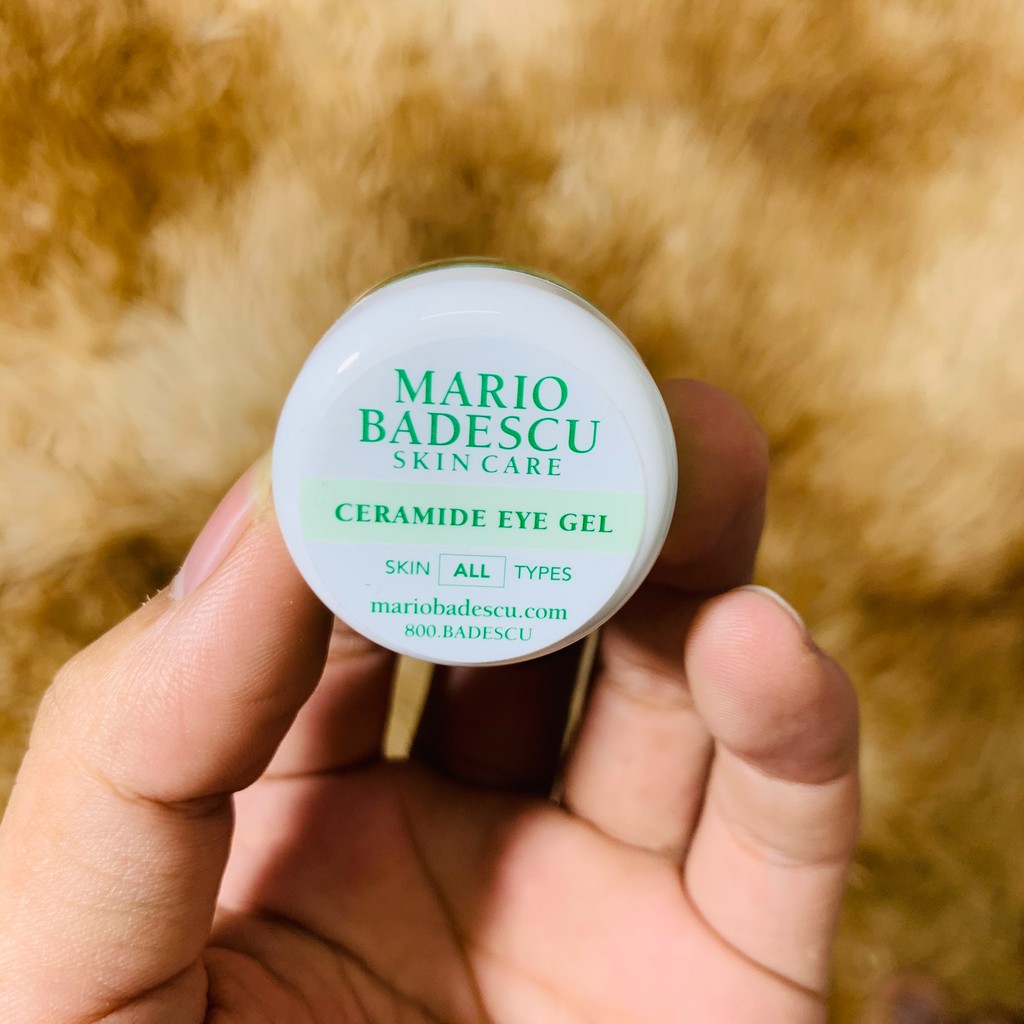 MARIO
BADESCU
SKIN CARE
CERAMIDE EYE GEL
SKIN ALL TYPES
mariobadescu.com
800.BADESCU